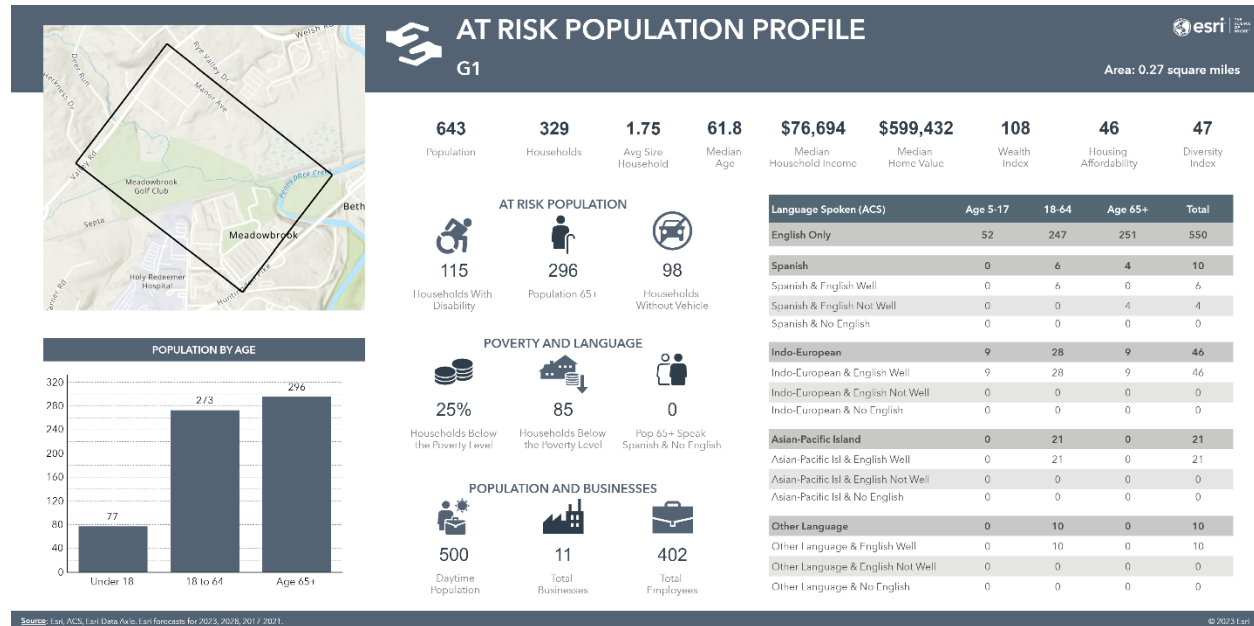 AT RISK POPULATION PROFILE
G1
esri
THE SCIENCE OF WHERE
Area: 0.27 square miles
Welsh Rd
Rye Valley Dr
Manor Ave
Deer Run
Harkness Dr
Valley Rd
Meadowbrook
Golf Club
Pennypack Creek
Beth
Septa
Meadowbrook
Holy Redeemer
Hospital
643 329 1.75 61.8 $76,694 $599,432 108 46 47
Population Households Avg Size Household Median Age Median Household Income Median Home Value Wealth Index Housing Affordability Diversity Index
AT RISK POPULATION
115 296 98
Households With Disability Population 65+ Households Without Vehicle
POVERTY AND LANGUAGE
25% 85 0
Households Below the Poverty Level Households Below the Poverty Level Pop 65+ Speak Spanish & No English
POPULATION AND BUSINESSES
500 11 402
Daytime Population Total Businesses Total Employees
Language Spoken (ACS) Age 5-17 18-64 Age 65+ Total
English Only 52 247 251 550
Spanish 0 6 4 10
Spanish & English Well 0 6 0 6
Spanish & English Not Well 0 0 4 4
Spanish & No English 0 0 0 0
Indo-European 9 28 9 46
Indo-European & English Well 9 28 9 46
Indo-European & English Not Well 0 0 0 0
Indo-European & No English 0 0 0 0
Asian-Pacific Island 0 21 0 21
Asian-Pacific Isl & English Well 0 21 0 21
Asian-Pacific Isl & English Not Well 0 0 0 0
Asian-Pacific Isl & No English 0 0 0 0
Other Language 0 10 0 10
Other Language & English Well 0 10 0 10
Other Language & English Not Well 0 0 0 0
Other Language & No English 0 0 0 0
POPULATION BY AGE
320
280
240
200
160
120
80
40
0
77 273 296
Under 18 18 to 64 Age 65+
Source: Esri, ACS, Esri-Data Axle. Esri forecasts for 2023, 2028, 2017-2021.
© 2023 Esri